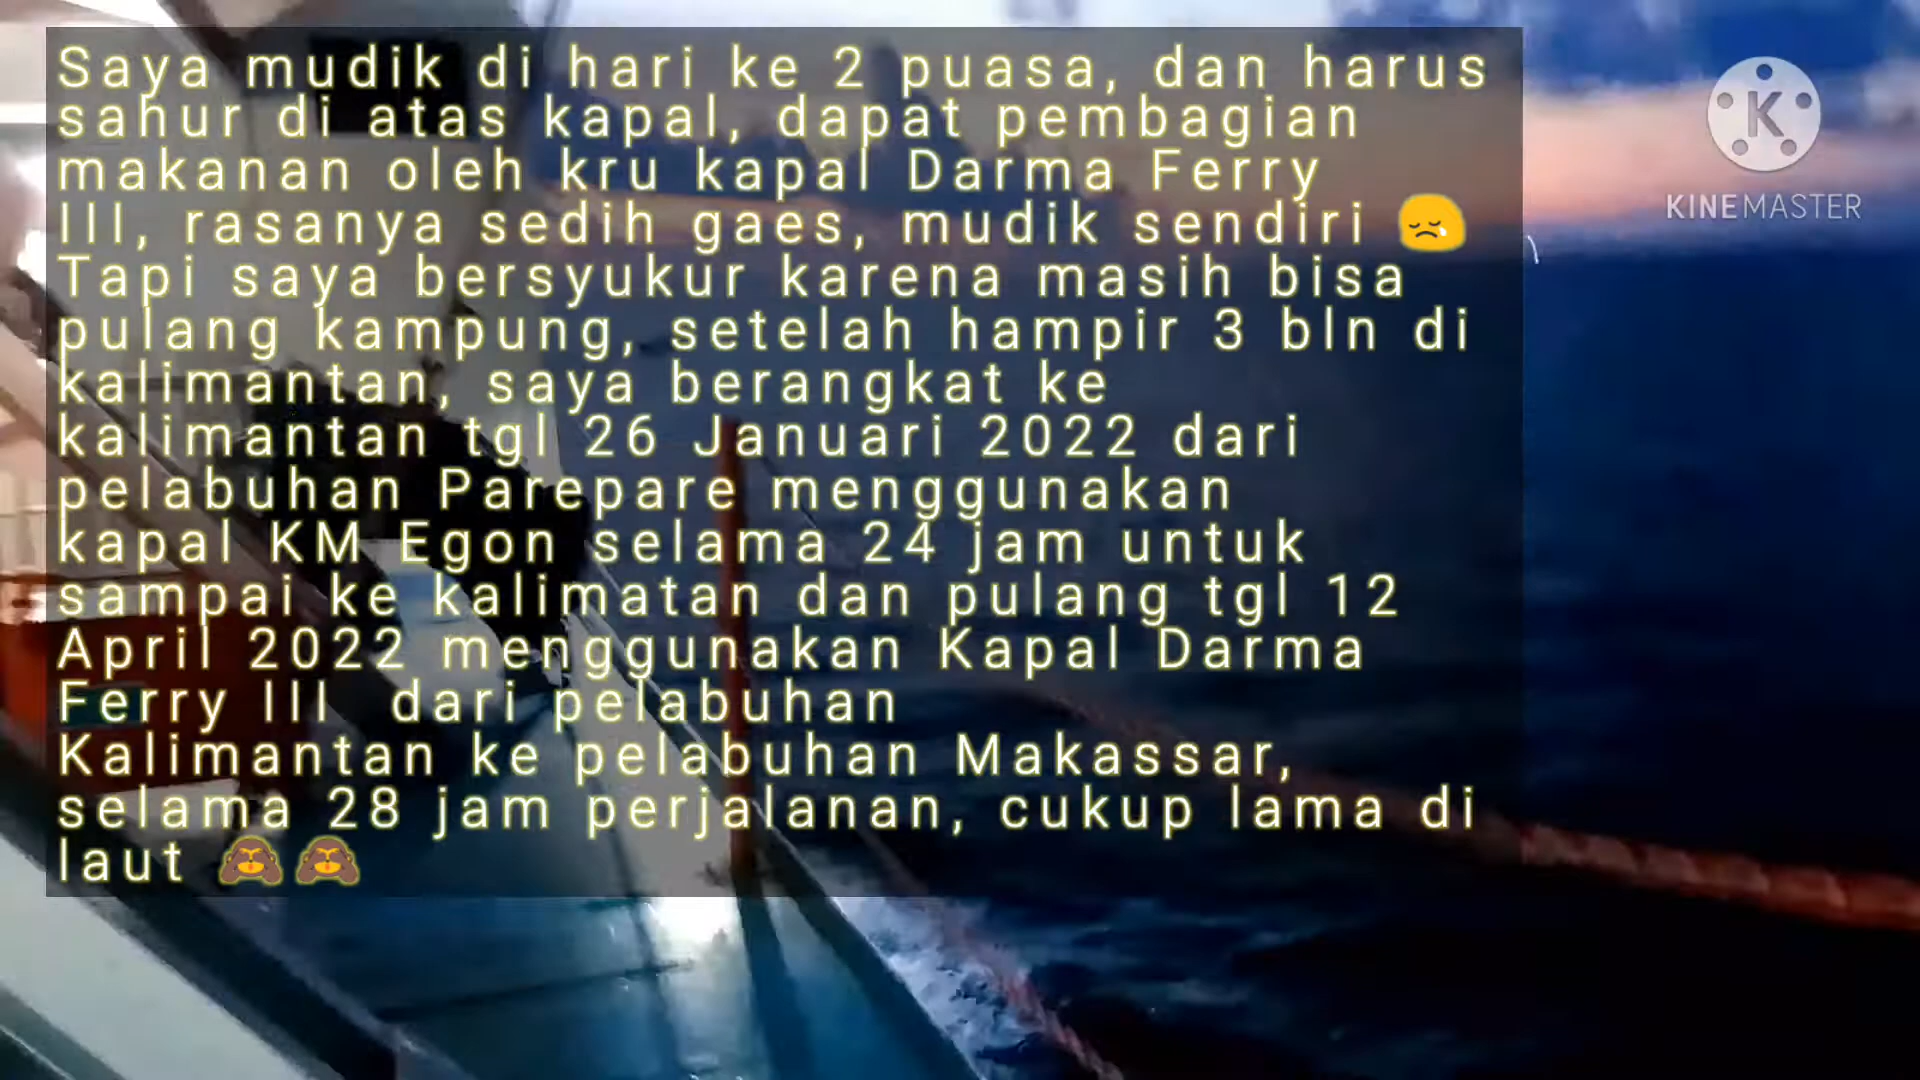 Saya mudik di hari ke 2 puasa, dan harus
sahur di atas kapal, dapat pembagian
makanan oleh kru kapal Darma Ferry
III, rasanya sedih gaes, mudik sendiri 😢
Tapi saya bersyukur karena masih bisa
pulang kampung, setelah hampir 3 bln di
kalimantan, saya berangkat ke
kalimantan tgl 26 Januari 2022 dari
pelabuhan Parepare menggunakan
kapal KM Egon selama 24 jam untuk
sampai ke kalimatan dan pulang tgl 12
April 2022 menggunakan Kapal Darma
Ferry III dari pelabuhan
Kalimantan ke pelabuhan Makassar,
selama 28 jam perjalanan, cukup lama di
laut 🙈🙈
K
KINEMASTER